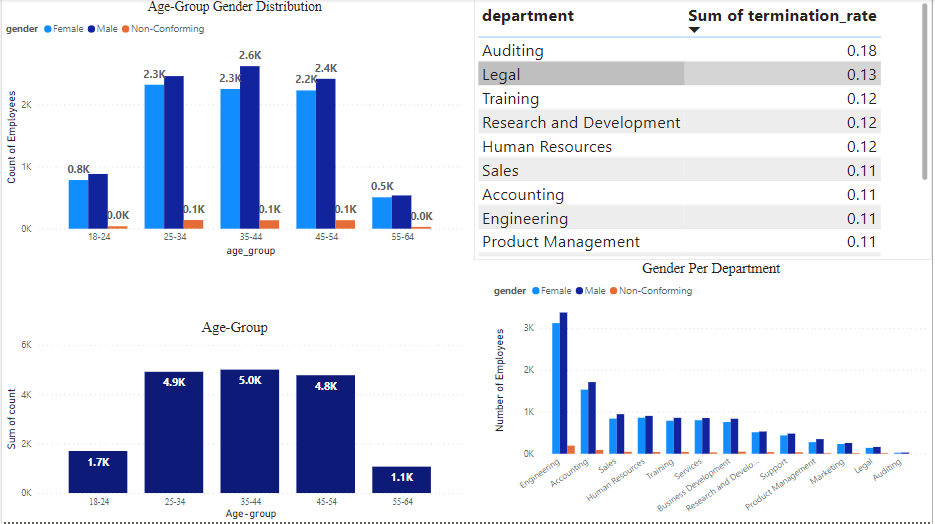 Age-Group Gender Distribution
gender Female Male Non-Conforming
Count of Employees
2K
1K
0K
0.8K
0.0K
2.3K
0.1K
2.3K
2.6K
0.1K
2.2K
2.4K
0.1K
0.5K
0.0K
18-24 25-34 35-44 45-54 55-64
age_group
department Sum of termination_rate
Auditing 0.18
Legal 0.13
Training 0.12
Research and Development 0.12
Human Resources 0.12
Sales 0.11
Accounting 0.11
Engineering 0.11
Product Management 0.11
Age-Group
Sum of count
6K
4K
2K
0K
1.7K 4.9K 5.0K 4.8K 1.1K
18-24 25-34 35-44 45-54 55-64
Age-group
Gender Per Department
gender Female Male Non-Conforming
Number of Employees
3K
2K
1K
0K
Engineering
Accounting
Sales
Human Resources
Training
Services
Business Development
Research and Develo...
Support
Product Management
Marketing
Legal
Auditing